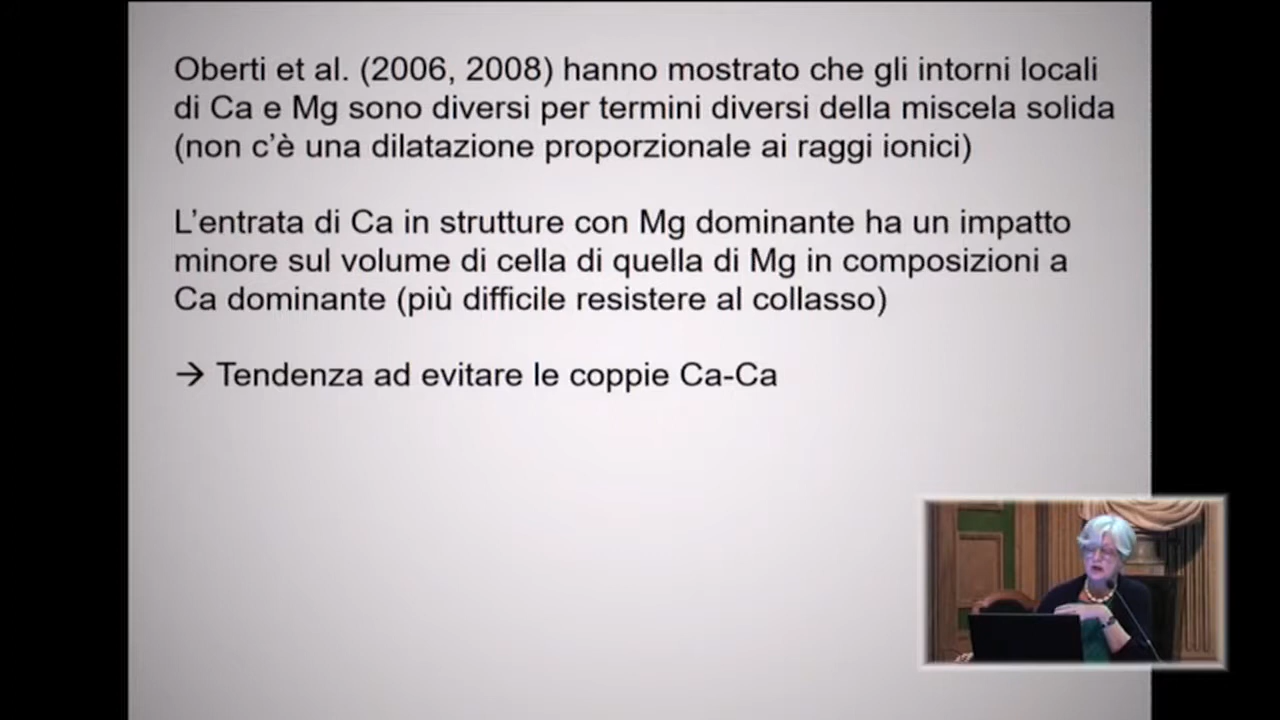 Oberti et al. (2006, 2008) hanno mostrato che gli intorni locali
di Ca e Mg sono diversi per termini diversi della miscela solida
(non c’è una dilatazione proporzionale ai raggi ionici)
L’entrata di Ca in strutture con Mg dominante ha un impatto
minore sul volume di cella di quella di Mg in composizioni a
Ca dominante (più difficile resistere al collasso)
→ Tendenza ad evitare le coppie Ca-Ca